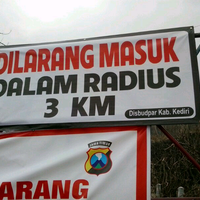 DILARANG MASUK
DALAM RADIUS
3 KM
Disbudpar Kab. Kediri
ARANG